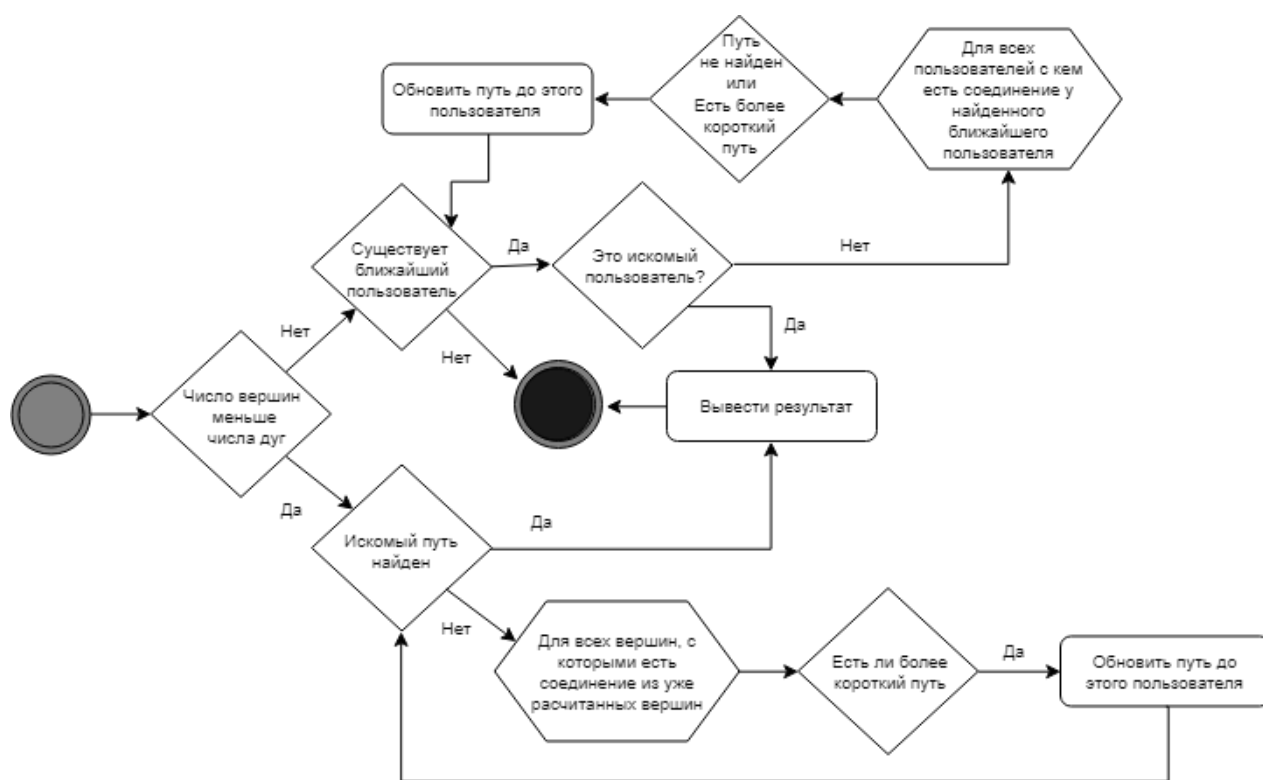 Для всех
пользователей с кем
есть соединение у
найденного
ближайшего
пользователя
Путь
не найден
или
Есть более
короткий
путь
Обновить путь до этого
пользователя
Существует
ближайший
пользователь
Да
Это искомый
пользователь?
Нет
Да
Нет
Нет
Число вершин
меньше
числа дуг
Вывести результат
Да
Искомый путь
найден
Да
Нет
Для всех вершин, с
которыми есть
соединение из уже
расчитанных вершин
Есть ли более
короткий путь
Да
Обновить путь до
этого пользователя